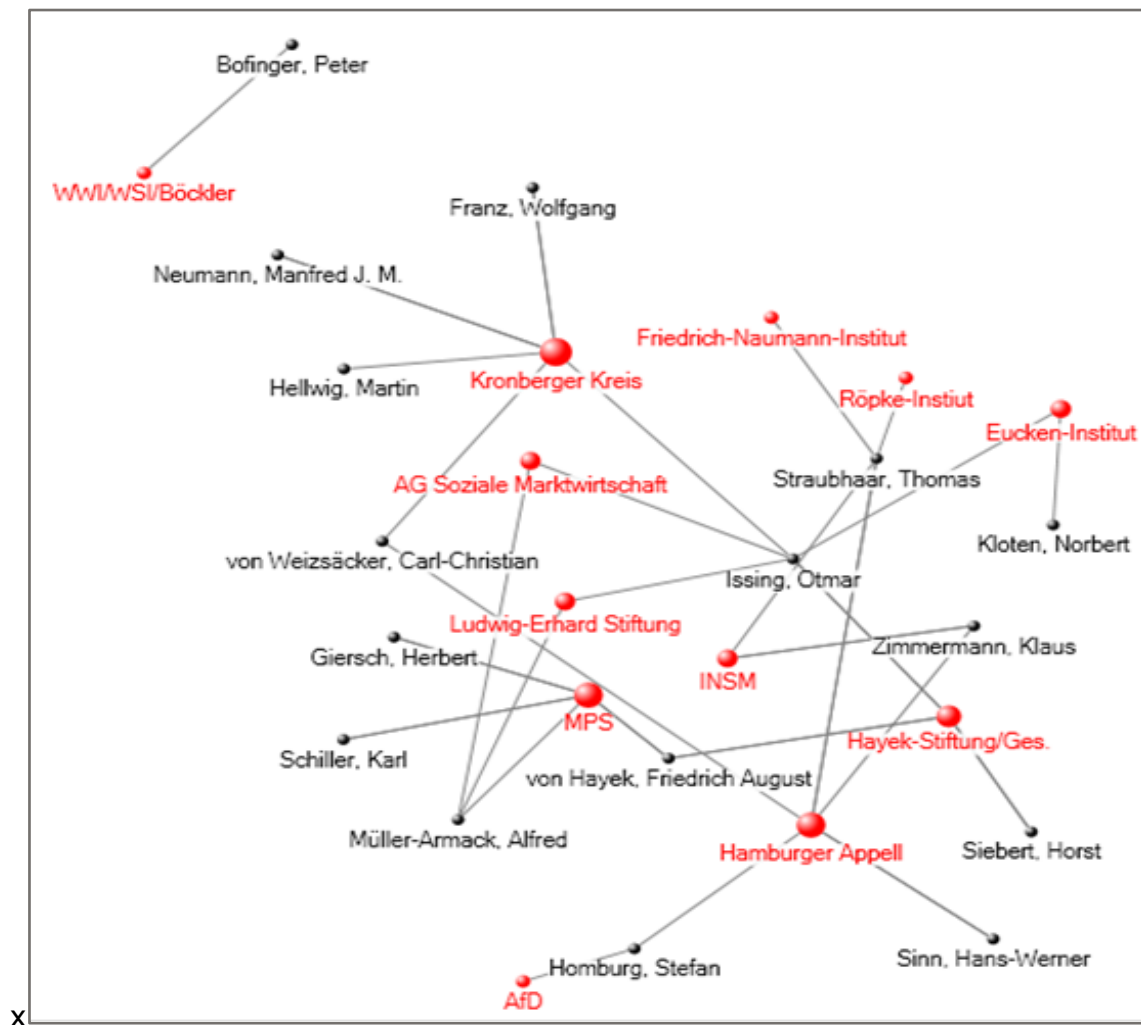 Bofinger, Peter
WWI/WSI/Böckler
Franz, Wolfgang
Neumann, Manfred J. M.
Friedrich-Naumann-Institut
Hellwig, Martin
Kronberger Kreis
Röpke-Instiut
Eucken-Institut
AG Soziale Marktwirtschaft
Straubhaar, Thomas
Kloten, Norbert
von Weizsäcker, Carl-Christian
Issing, Otmar
Ludwig-Erhard Stiftung
Giersch, Herbert
Zimmermann, Klaus
INSM
MPS
Hayek-Stiftung/Ges.
Schiller, Karl
von Hayek, Friedrich August
Müller-Armack, Alfred
Hamburger Appell
Siebert, Horst
Homburg, Stefan
Sinn, Hans-Werner
AfD
x